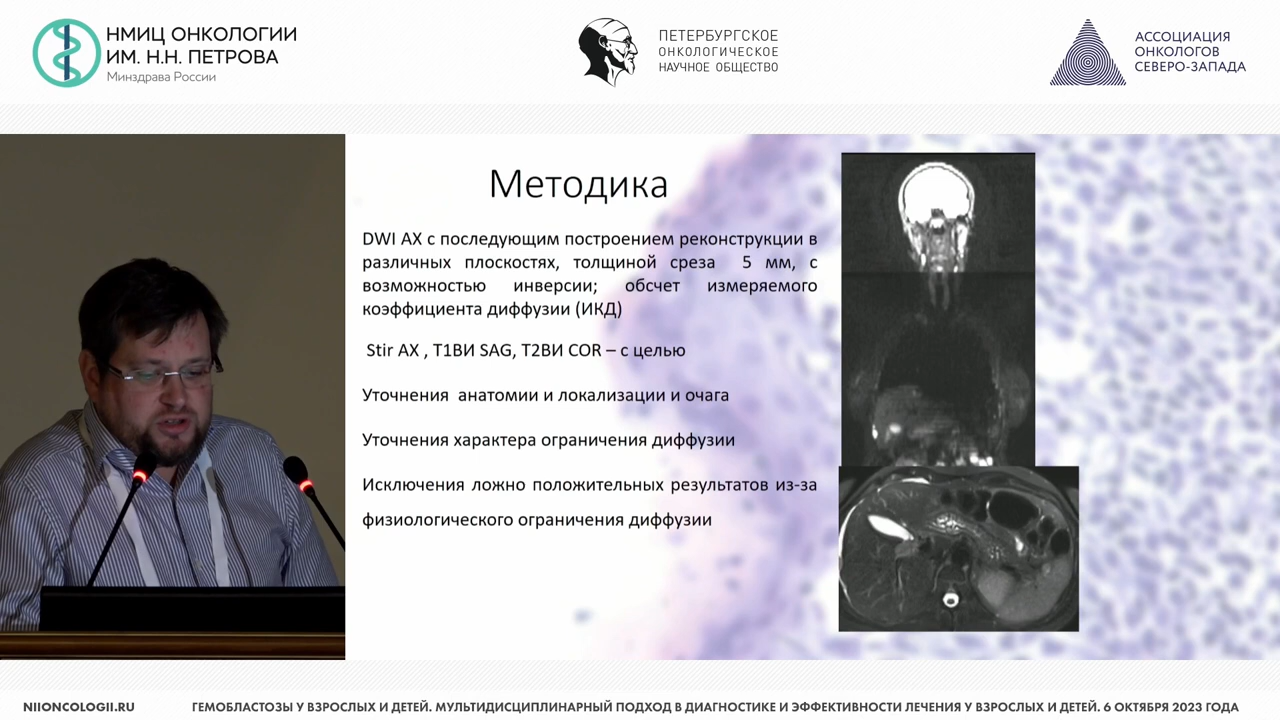 НМИЦ ОНКОЛОГИИ
ИМ. Н.Н. ПЕТРОВА
Минздрава России
ПЕТЕРБУРГСКОЕ
ОНКОЛОГИЧЕСКОЕ
НАУЧНОЕ ОБЩЕСТВО
АССОЦИАЦИЯ
ОНКОЛОГОВ
СЕВЕРО-ЗАПАДА
Методика
DWI AX с последующим построением реконструкции в
различных плоскостях, толщиной среза 5 мм, с
возможностью инверсии; обсчет измеряемого
коэффициента диффузии (ИКД)
Stir AX , Т1ВИ SAG, Т2ВИ COR – с целью
Уточнения анатомии и локализации и очага
Уточнения характера ограничения диффузии
Исключения ложно положительных результатов из-за
физиологического ограничения диффузии
NIIONCOLOGII.RU
ГЕМОБЛАСТОЗЫ У ВЗРОСЛЫХ И ДЕТЕЙ. МУЛЬТИДИСЦИПЛИНАРНЫЙ ПОДХОД В ДИАГНОСТИКЕ И ЭФФЕКТИВНОСТИ ЛЕЧЕНИЯ У ВЗРОСЛЫХ И ДЕТЕЙ. 6 ОКТЯБРЯ 2023 ГОДА